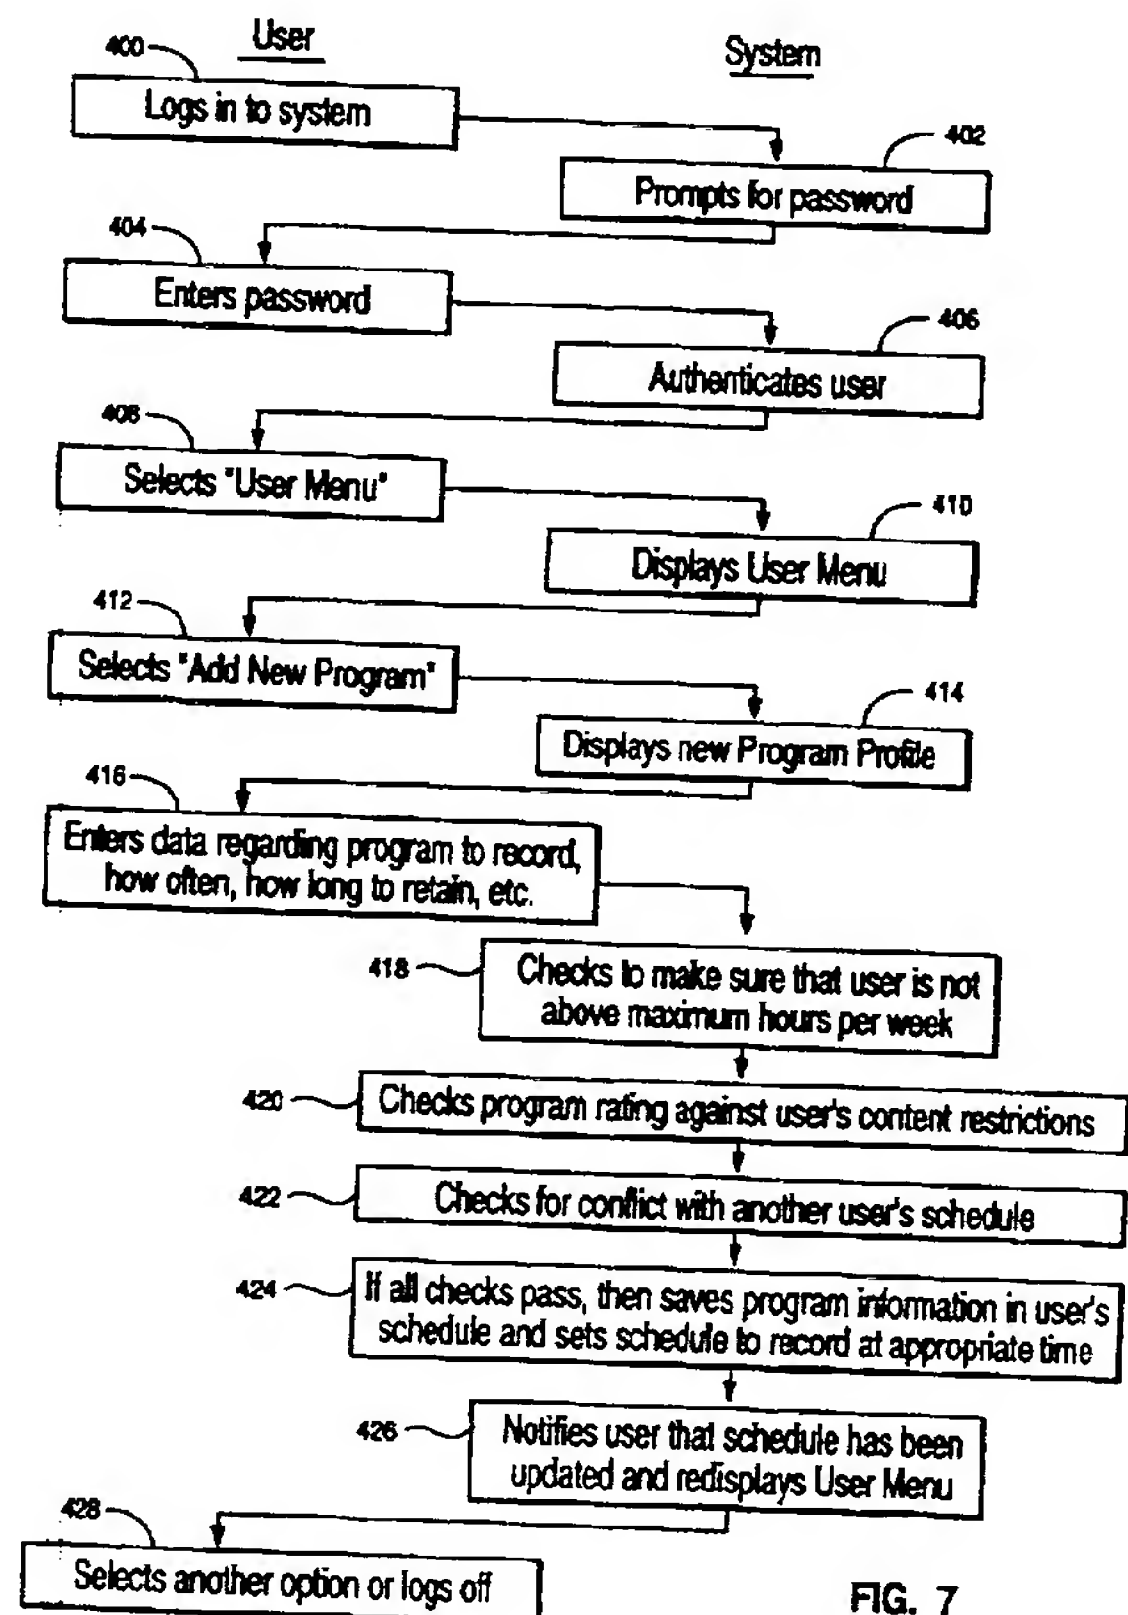 User
System
400
Logs in to system
402
Prompts for password
404
Enters password
406
Authenticates user
408
Selects "User Menu"
410
Displays User Menu
412
Selects "Add New Program"
414
Displays new Program Profile
416
Enters data regarding program to record,
how often, how long to retain, etc.
418
Checks to make sure that user is not
above maximum hours per week
420
Checks program rating against user's content restrictions
422
Checks for conflict with another user's schedule
424
If all checks pass, then saves program information in user's
schedule and sets schedule to record at appropriate time
426
Notifies user that schedule has been
updated and redisplays User Menu
428
Selects another option or logs off
FIG. 7